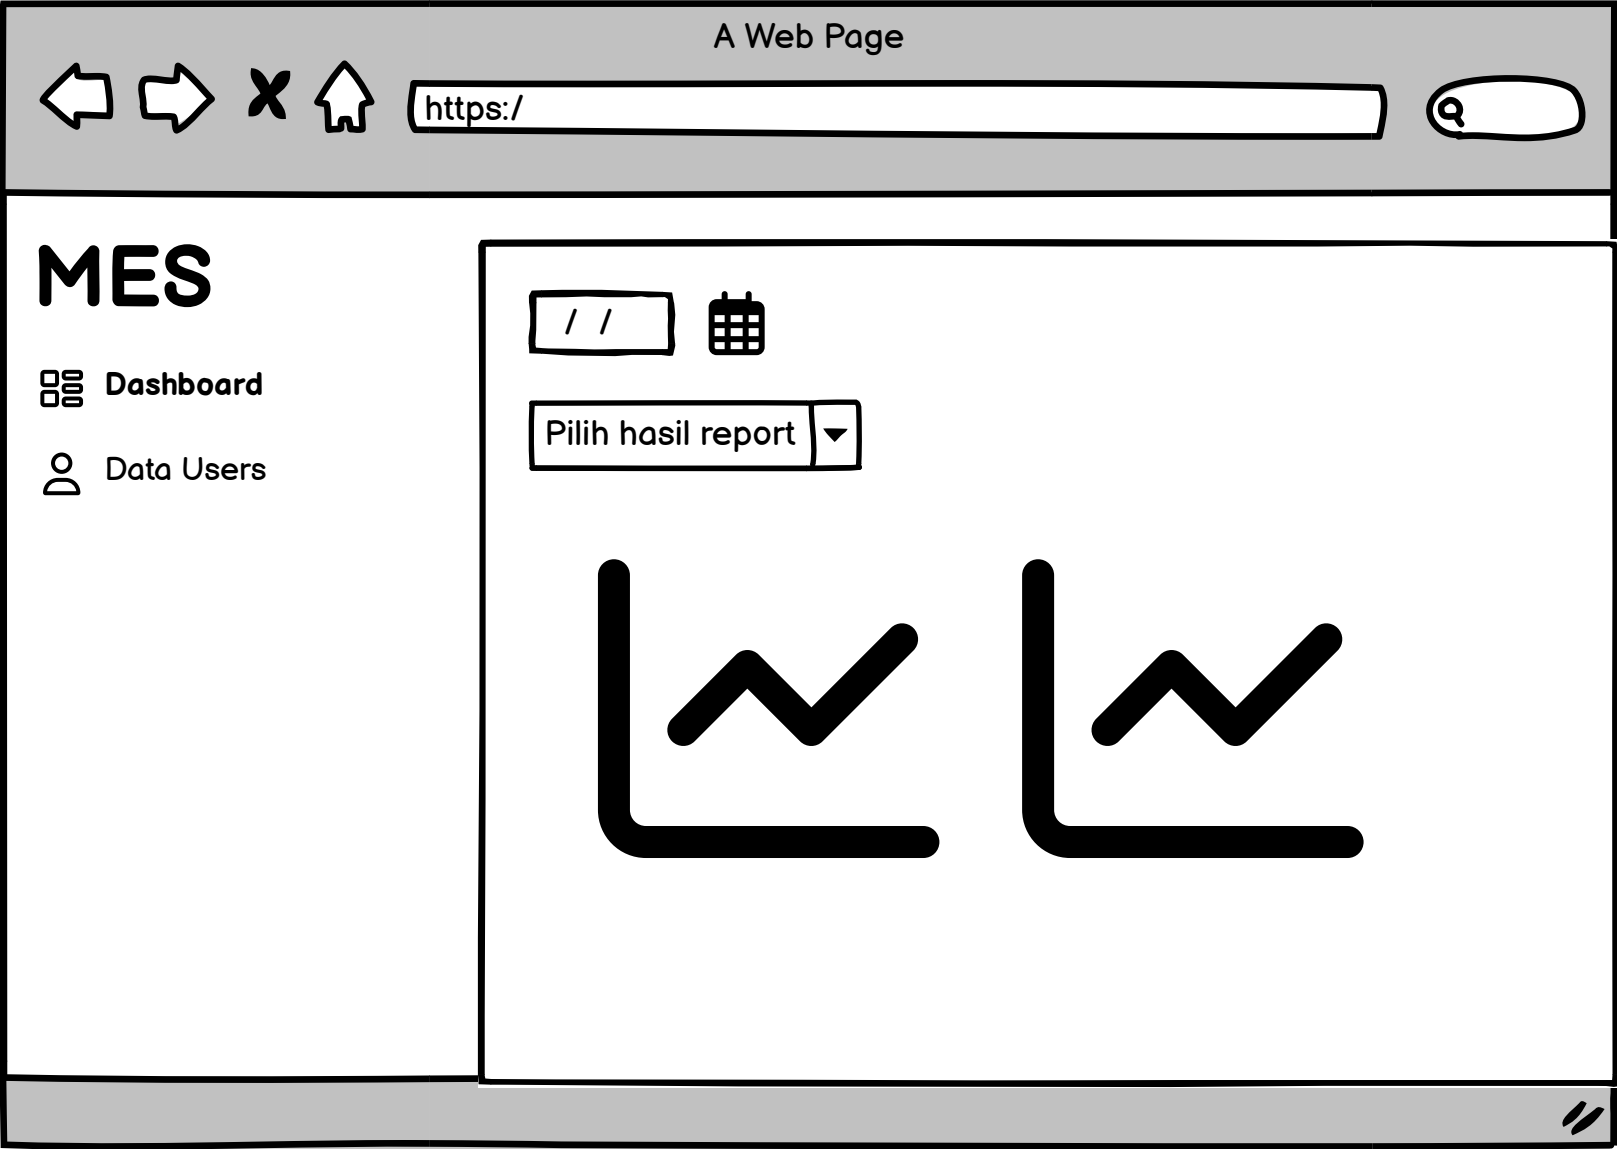 A Web Page
https:/
MES
/ /
Dashboard
Pilih hasil report
Data Users